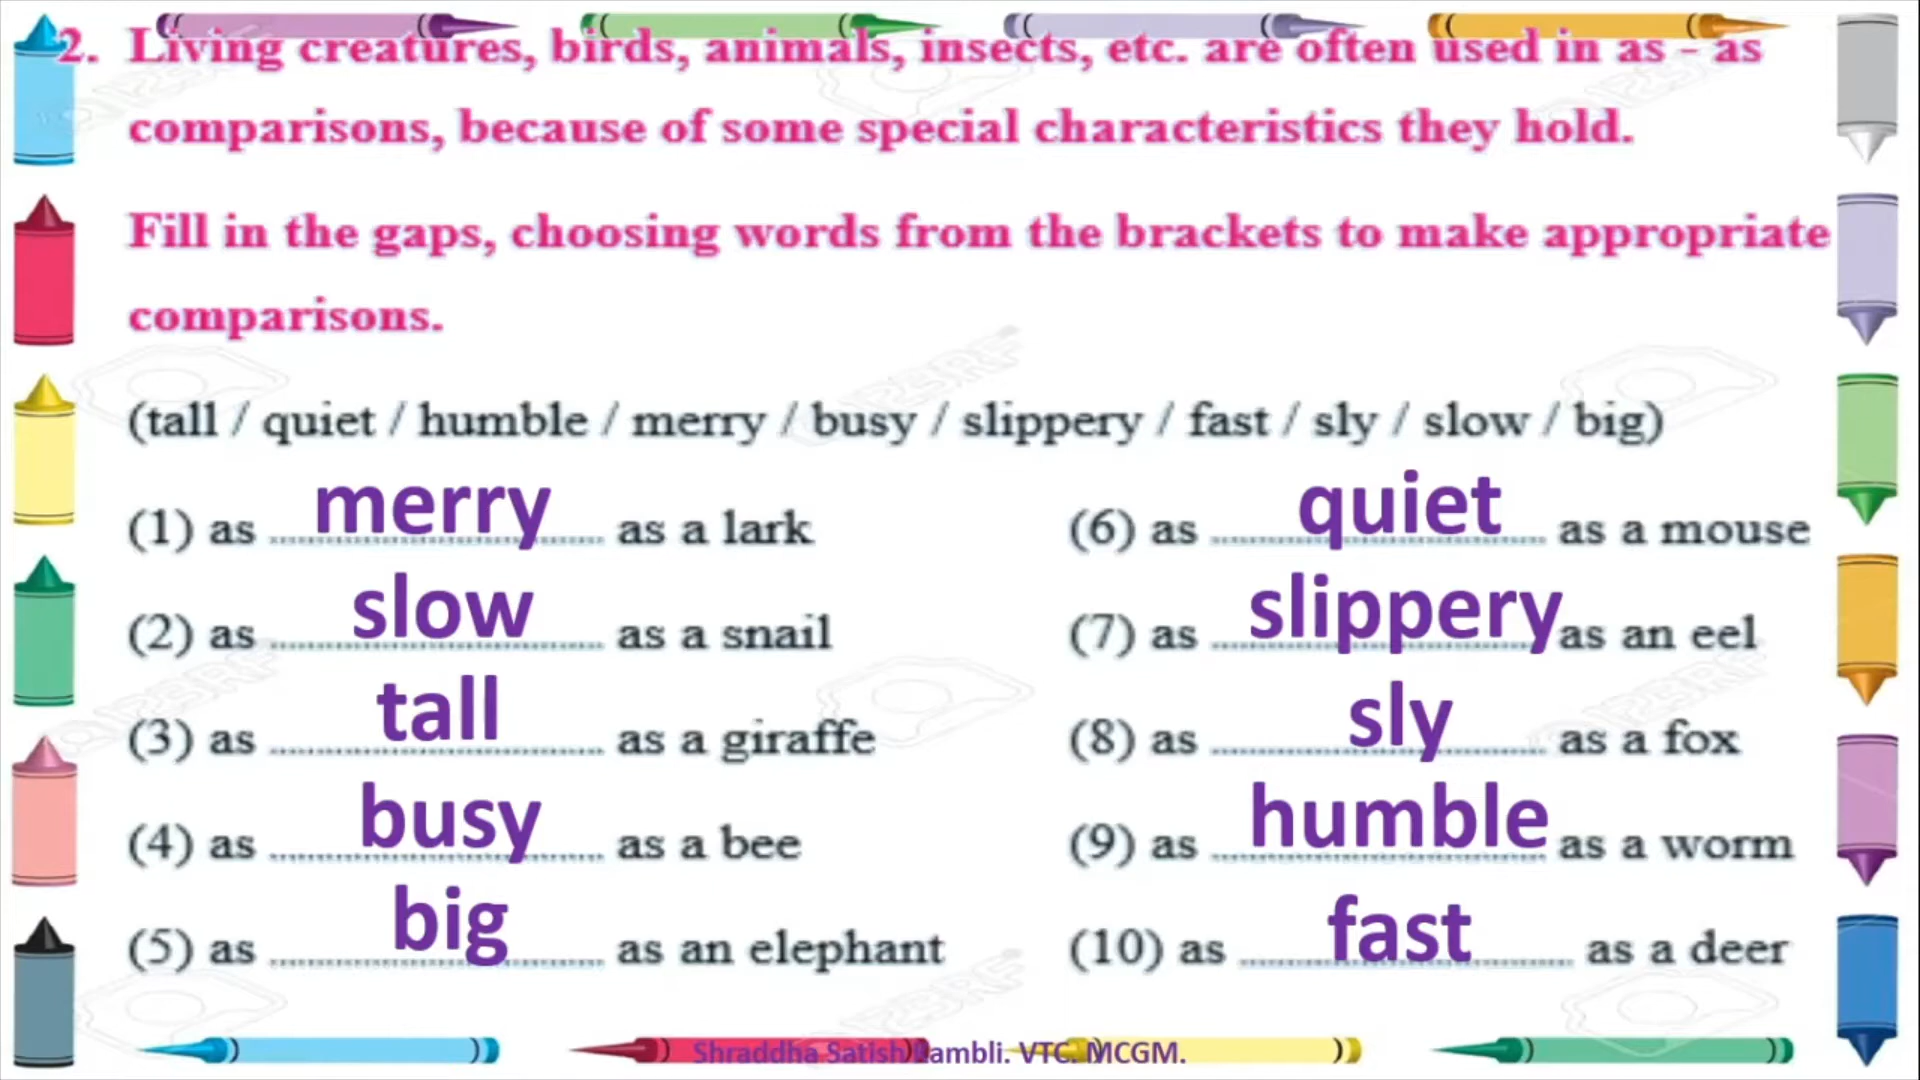 2. Living creatures, birds, animals, insects, etc. are often used in as - as
comparisons, because of some special characteristics they hold.
Fill in the gaps, choosing words from the brackets to make appropriate
comparisons.
(tall / quiet / humble / merry / busy / slippery / fast / sly / slow / big)
(1) as merry as a lark
(2) as slow as a snail
(3) as tall as a giraffe
(4) as busy as a bee
(5) as big as an elephant
(6) as quiet as a mouse
(7) as slippery as an eel
(8) as sly as a fox
(9) as humble as a worm
(10) as fast as a deer
Shraddha Satish Kambli. VTC. MCGM.